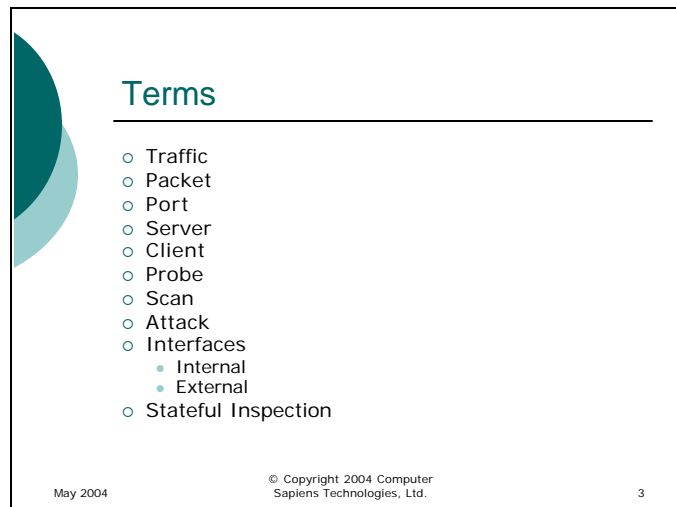 Terms
Traffic
Packet
Port
Server
Client
Probe
Scan
Attack
Interfaces
Internal
External
Stateful Inspection
May 2004
© Copyright 2004 Computer
Sapiens Technologies, Ltd.
3